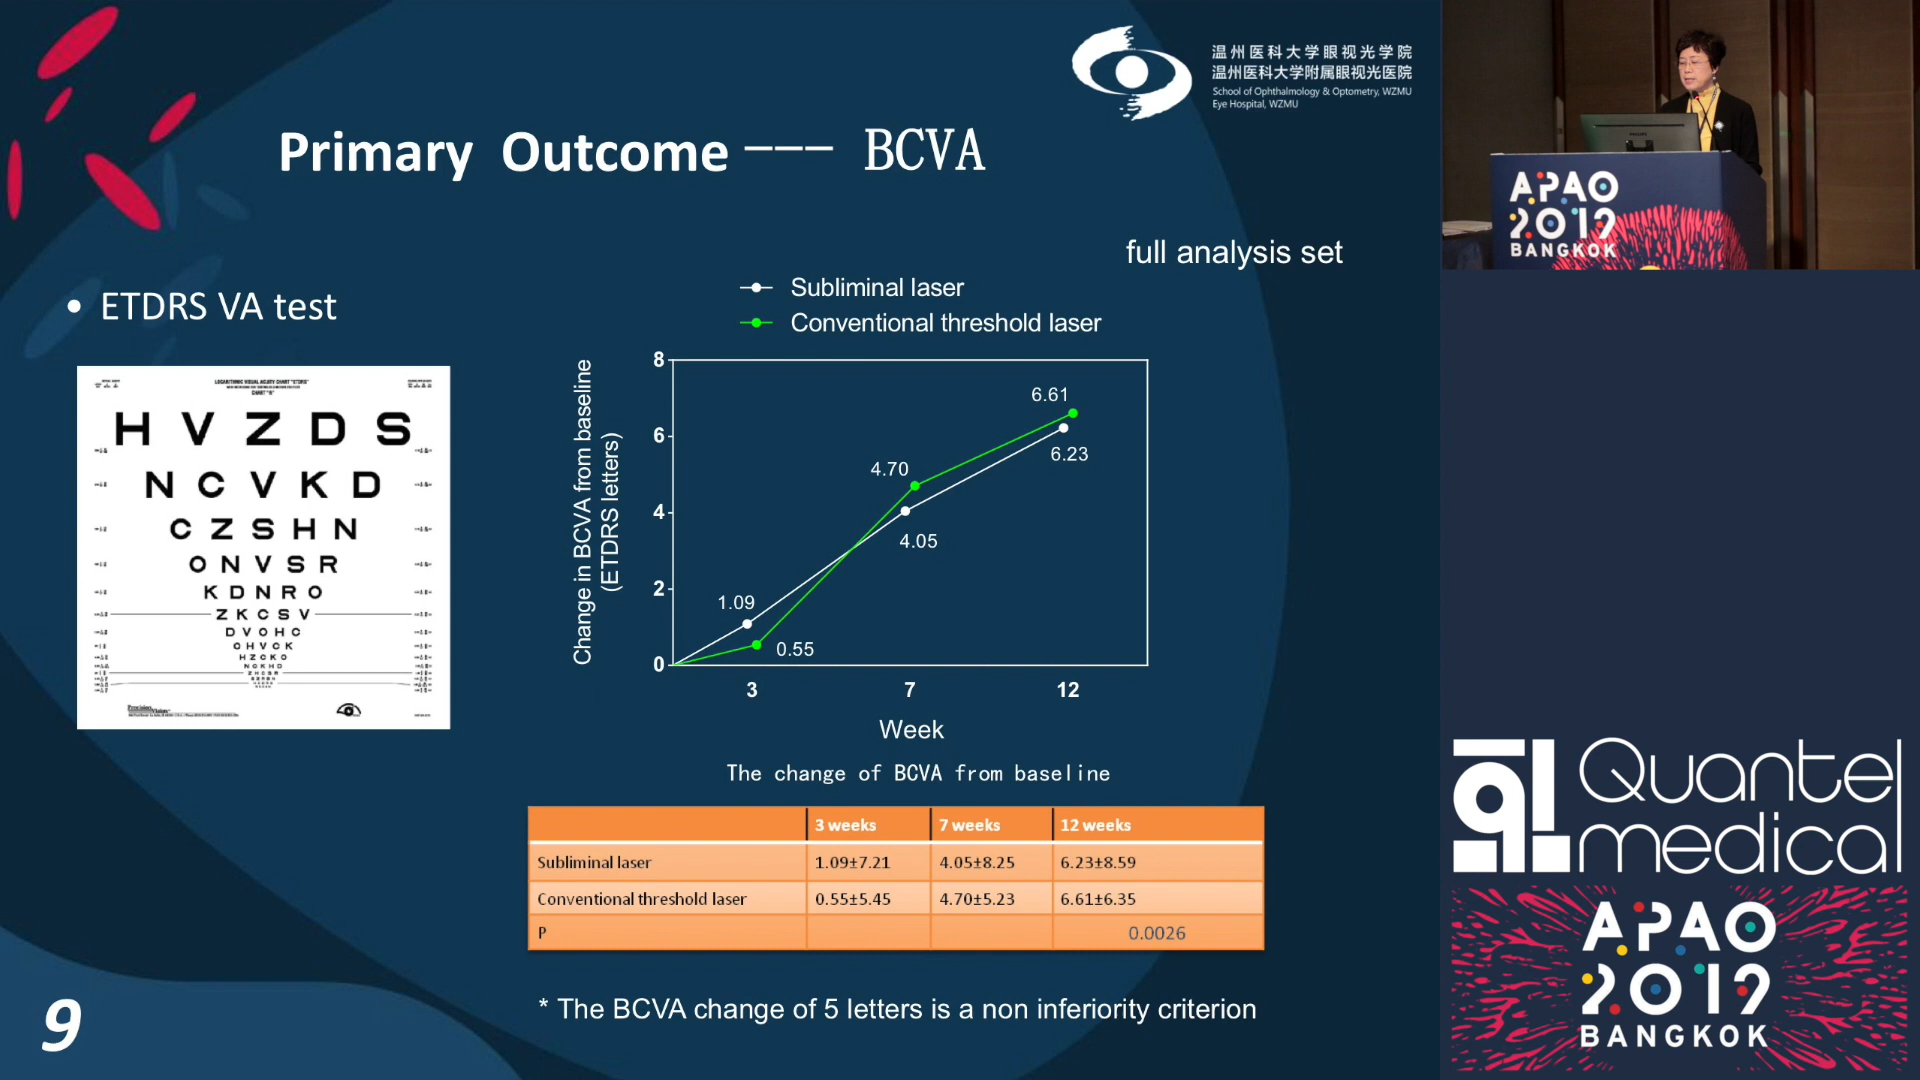 温州医科大学眼视光学院
温州医科大学附属眼视光医院
School of Ophthalmology & Optometry, WZMU
Eye Hospital, WZMU
Primary Outcome ——— BCVA
full analysis set
• ETDRS VA test
LOGARITHMIC VISUAL ACUITY CHART "ETDRS"
H V Z D S
N C V K D
C Z S H N
O N V S R
K D N R O
Z K C S V
D V O H C
O H V C K
H Z C K O
N C K H D
Subliminal laser
Conventional threshold laser
Change in BCVA from baseline
(ETDRS letters)
8
6
4
2
0
1.09
0.55
4.70
4.05
6.61
6.23
3 7 12
Week
The change of BCVA from baseline
3 weeks 7 weeks 12 weeks
Subliminal laser 1.09±7.21 4.05±8.25 6.23±8.59
Conventional threshold laser 0.55±5.45 4.70±5.23 6.61±6.35
P 0.0026
* The BCVA change of 5 letters is a non inferiority criterion
9
APAO
2019
BANGKOK
Quantel
medical
APAO
2019
BANGKOK